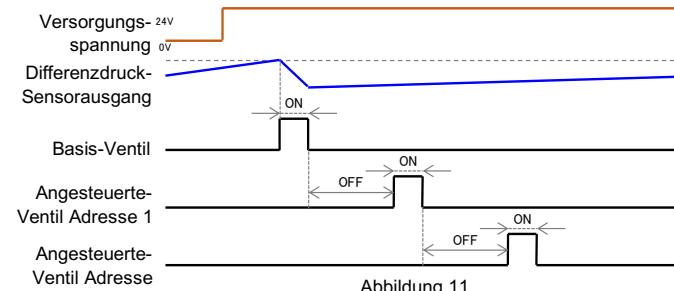 Versorgungs- 24V
spannung 0V
Differenzdruck-
Sensorausgang
ON
Basis-Ventil
ON
OFF
Angesteuerte-
Ventil Adresse 1
ON
OFF
Angesteuerte-
Ventil Adresse
Abbildung 11